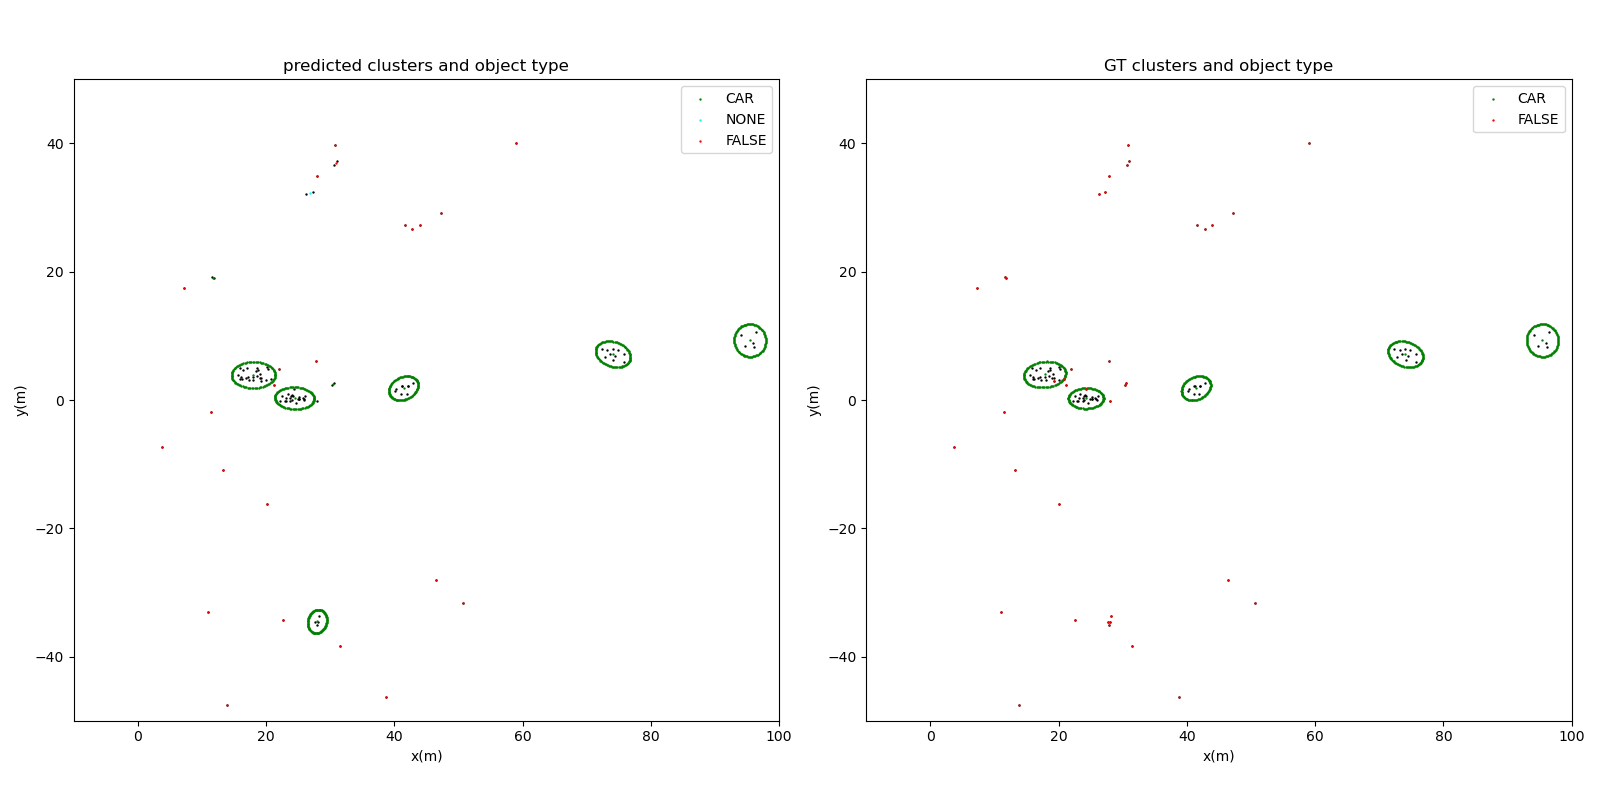 predicted clusters and object type
CAR
NONE
FALSE
40
20
0
−20
−40
y(m)
0 20 40 60 80 100
x(m)
GT clusters and object type
CAR
FALSE
40
20
0
−20
−40
y(m)
0 20 40 60 80 100
x(m)